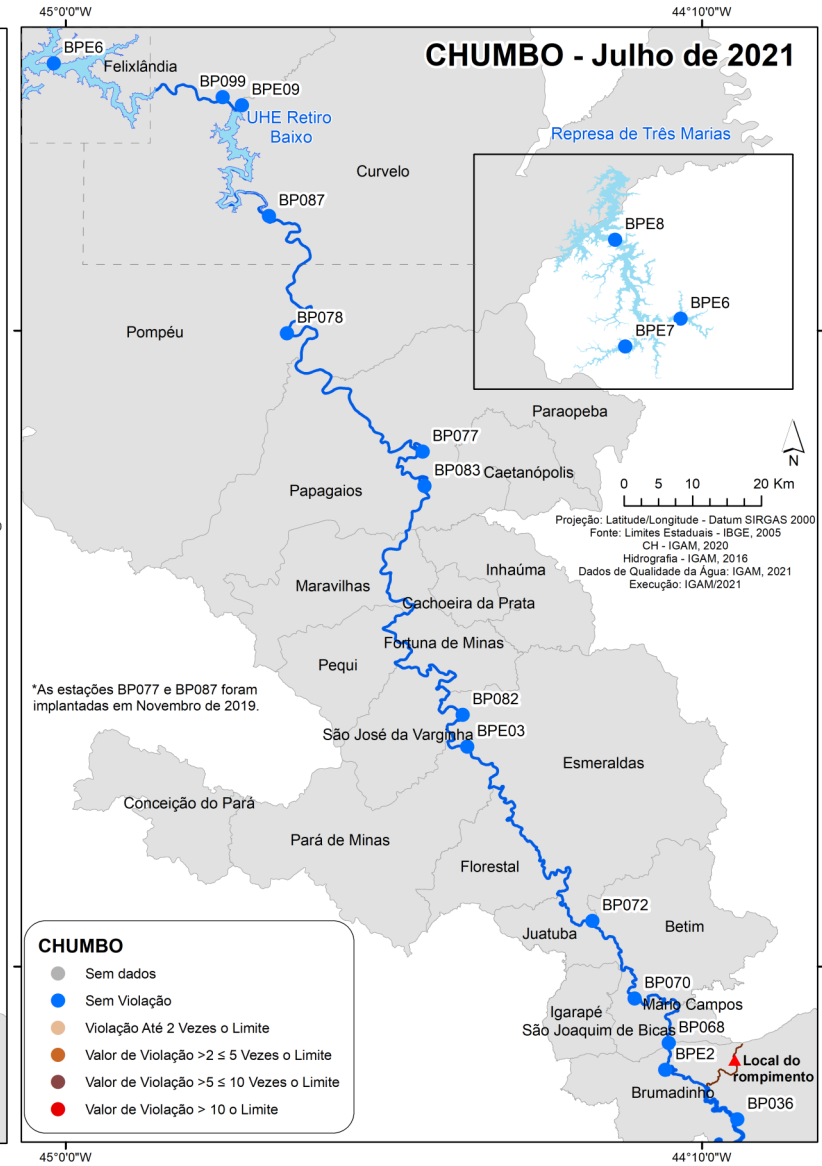 45°0'0"W
44°10'0"W
CHUMBO - Julho de 2021
BPE6
Felixlândia
BP099
BPE09
UHE Retiro
Baixo
Represa de Três Marias
Curvelo
BP087
BPE8
BPE6
BPE7
BP078
Pompéu
Paraopeba
BP077
BP083
Caetanópolis
Papagaios
N
0 5 10 20 Km
Projeção: Latitude/Longitude - Datum SIRGAS 2000
Fonte: Limites Estaduais - IBGE, 2005
CH - IGAM, 2020
Hidrografia - IGAM, 2016
Dados de Qualidade da Água: IGAM, 2021
Execução: IGAM/2021
Inhaúma
Maravilhas
Cachoeira da Prata
Fortuna de Minas
Pequi
*As estações BP077 e BP087 foram
implantadas em Novembro de 2019.
BP082
São José da Varginha
BPE03
Esmeraldas
Conceição do Pará
Pará de Minas
Florestal
BP072
Betim
Juatuba
BP070
Mário Campos
Igarapé
São Joaquim de Bicas
BP068
BPE2
Local do
rompimento
Brumadinho
BP036
CHUMBO
Sem dados
Sem Violação
Violação Até 2 Vezes o Limite
Valor de Violação >2 ≤ 5 Vezes o Limite
Valor de Violação >5 ≤ 10 Vezes o Limite
Valor de Violação > 10 o Limite
45°0'0"W
44°10'0"W